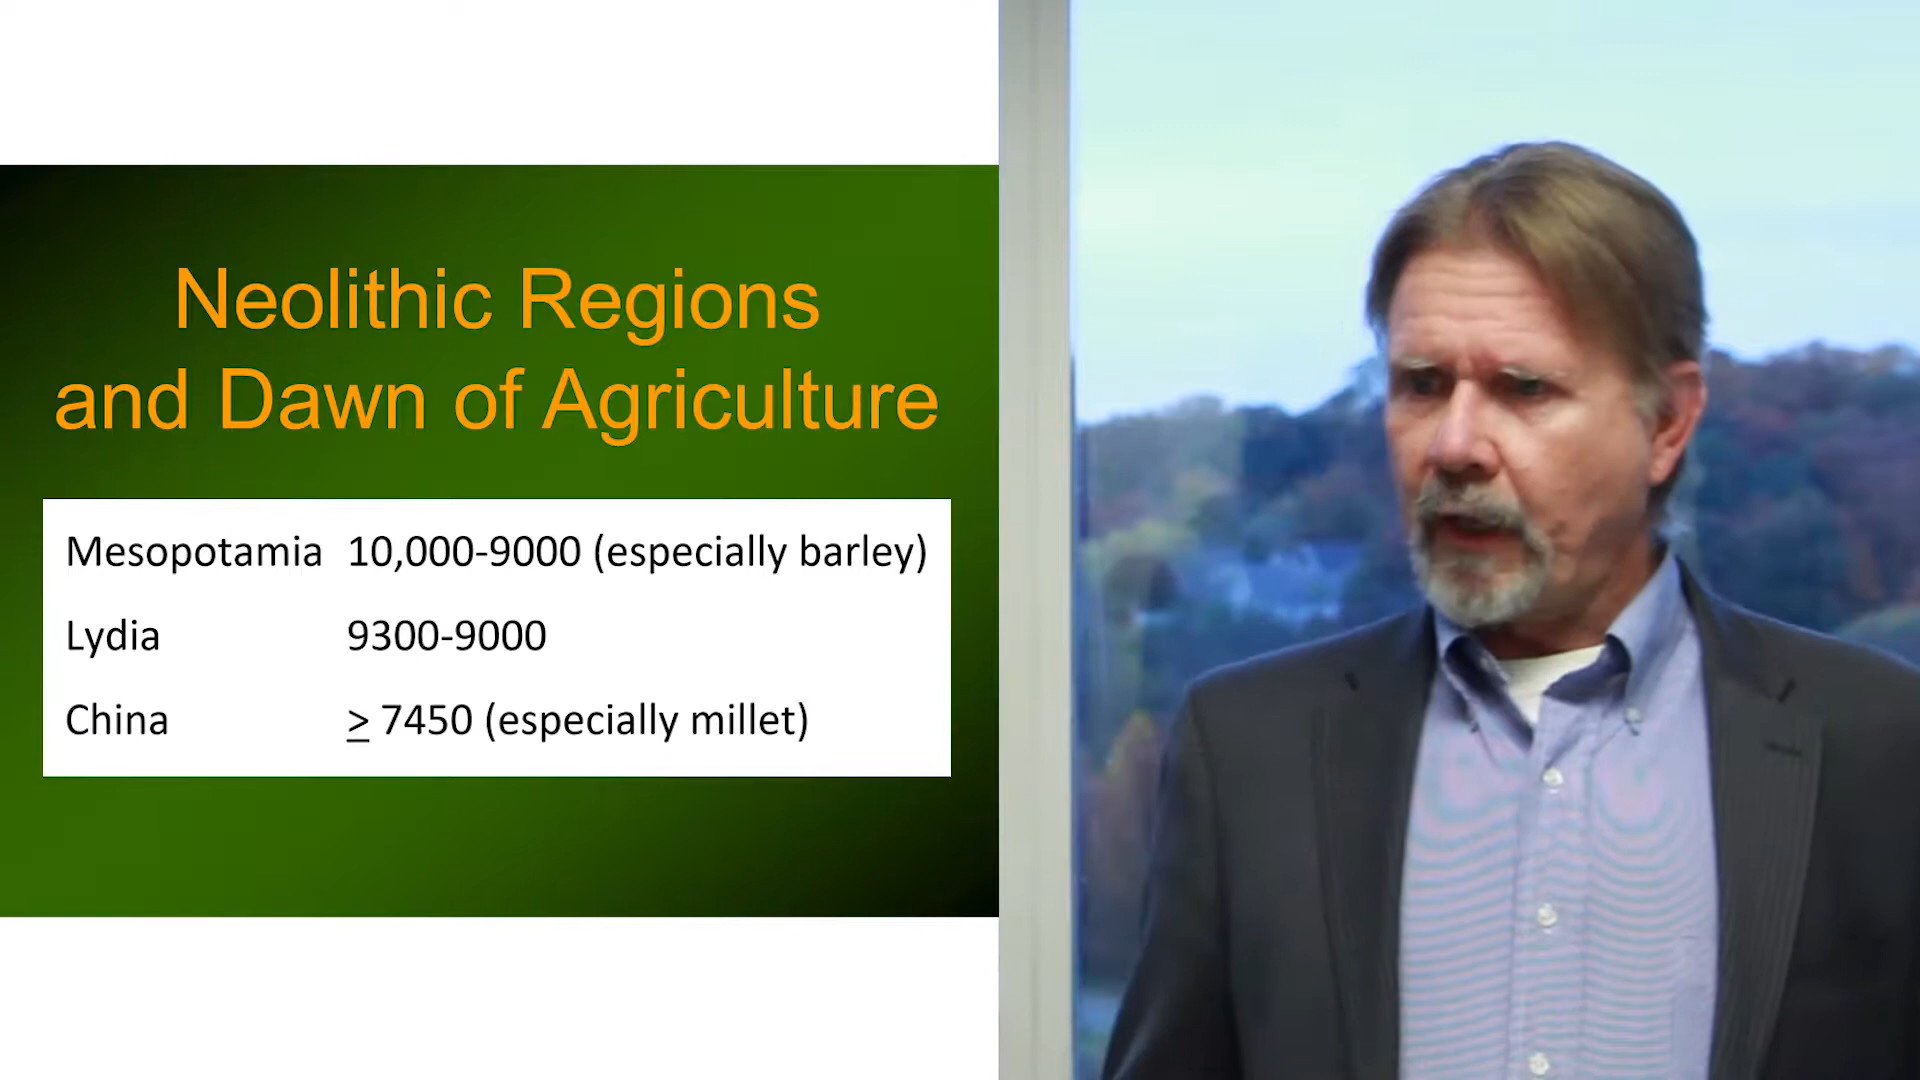 Neolithic Regions
and Dawn of Agriculture
Mesopotamia 10,000-9000 (especially barley)
Lydia 9300-9000
China ≥ 7450 (especially millet)